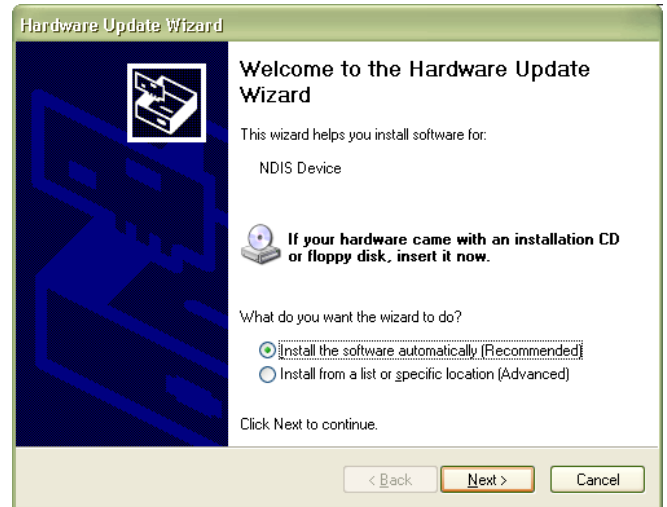 Hardware Update Wizard
Welcome to the Hardware Update
Wizard
This wizard helps you install software for:
NDIS Device
If your hardware came with an installation CD
or floppy disk, insert it now.
What do you want the wizard to do?
Install the software automatically (Recommended)
Install from a list or specific location (Advanced)
Click Next to continue.
< Back
Next >
Cancel